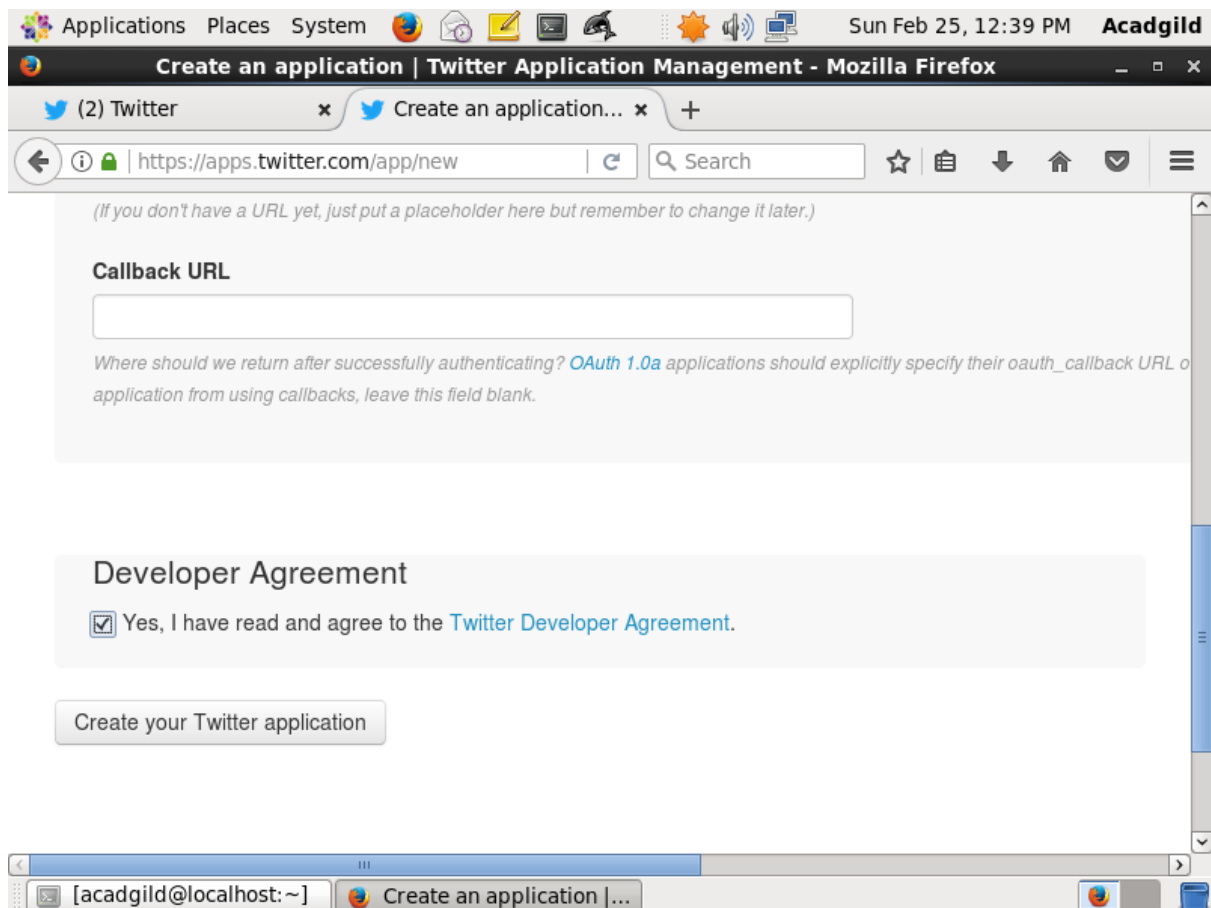 Applications Places System Sun Feb 25, 12:39 PM Acadgild
Create an application | Twitter Application Management - Mozilla Firefox
(2) Twitter Create an application...
https://apps.twitter.com/app/new Search
(If you don't have a URL yet, just put a placeholder here but remember to change it later.)
Callback URL
Where should we return after successfully authenticating? OAuth 1.0a applications should explicitly specify their oauth_callback URL o
application from using callbacks, leave this field blank.
Developer Agreement
Yes, I have read and agree to the Twitter Developer Agreement.
Create your Twitter application
[acadgild@localhost:~] Create an application |...